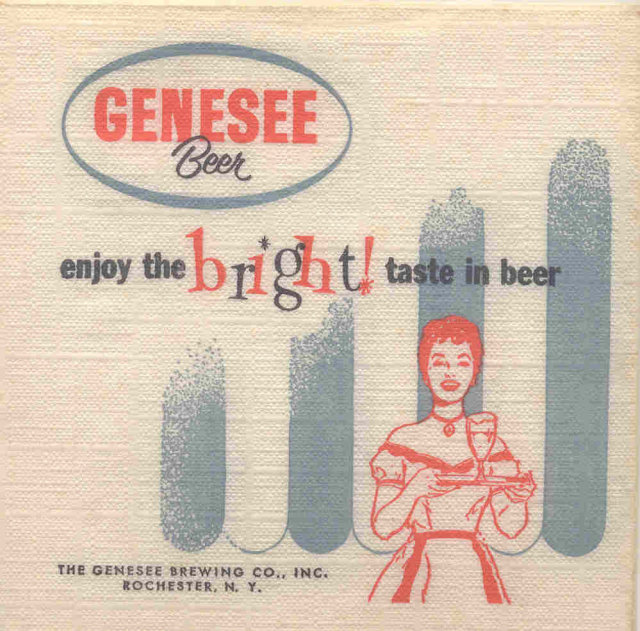 GENESEE
Beer
enjoy the bright! taste in beer
THE GENESEE BREWING CO., INC.
ROCHESTER, N. Y.